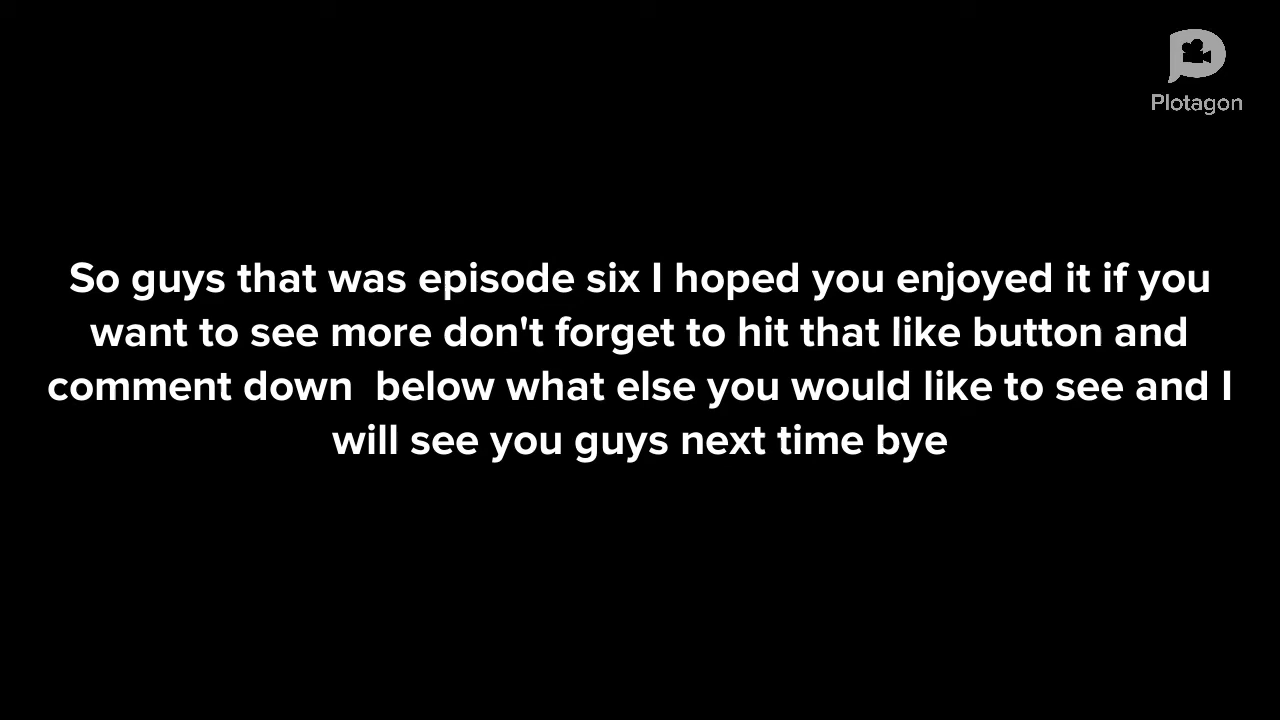 Plotagon
So guys that was episode six I hoped you enjoyed it if you
want to see more don't forget to hit that like button and
comment down  below what else you would like to see and I
will see you guys next time bye